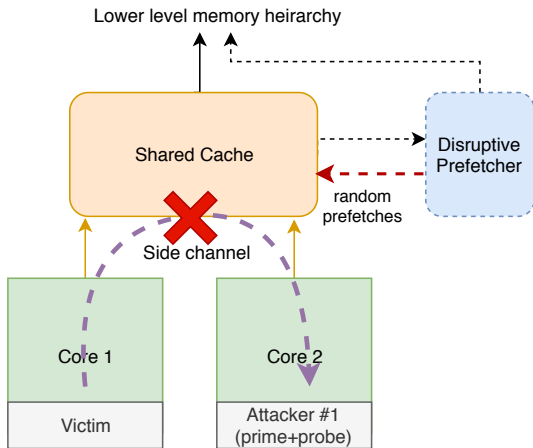 Lower level memory heirarchy
Shared Cache
Disruptive
Prefetcher
random
prefetches
Side channel
Core 1
Core 2
Victim
Attacker #1
(prime+probe)